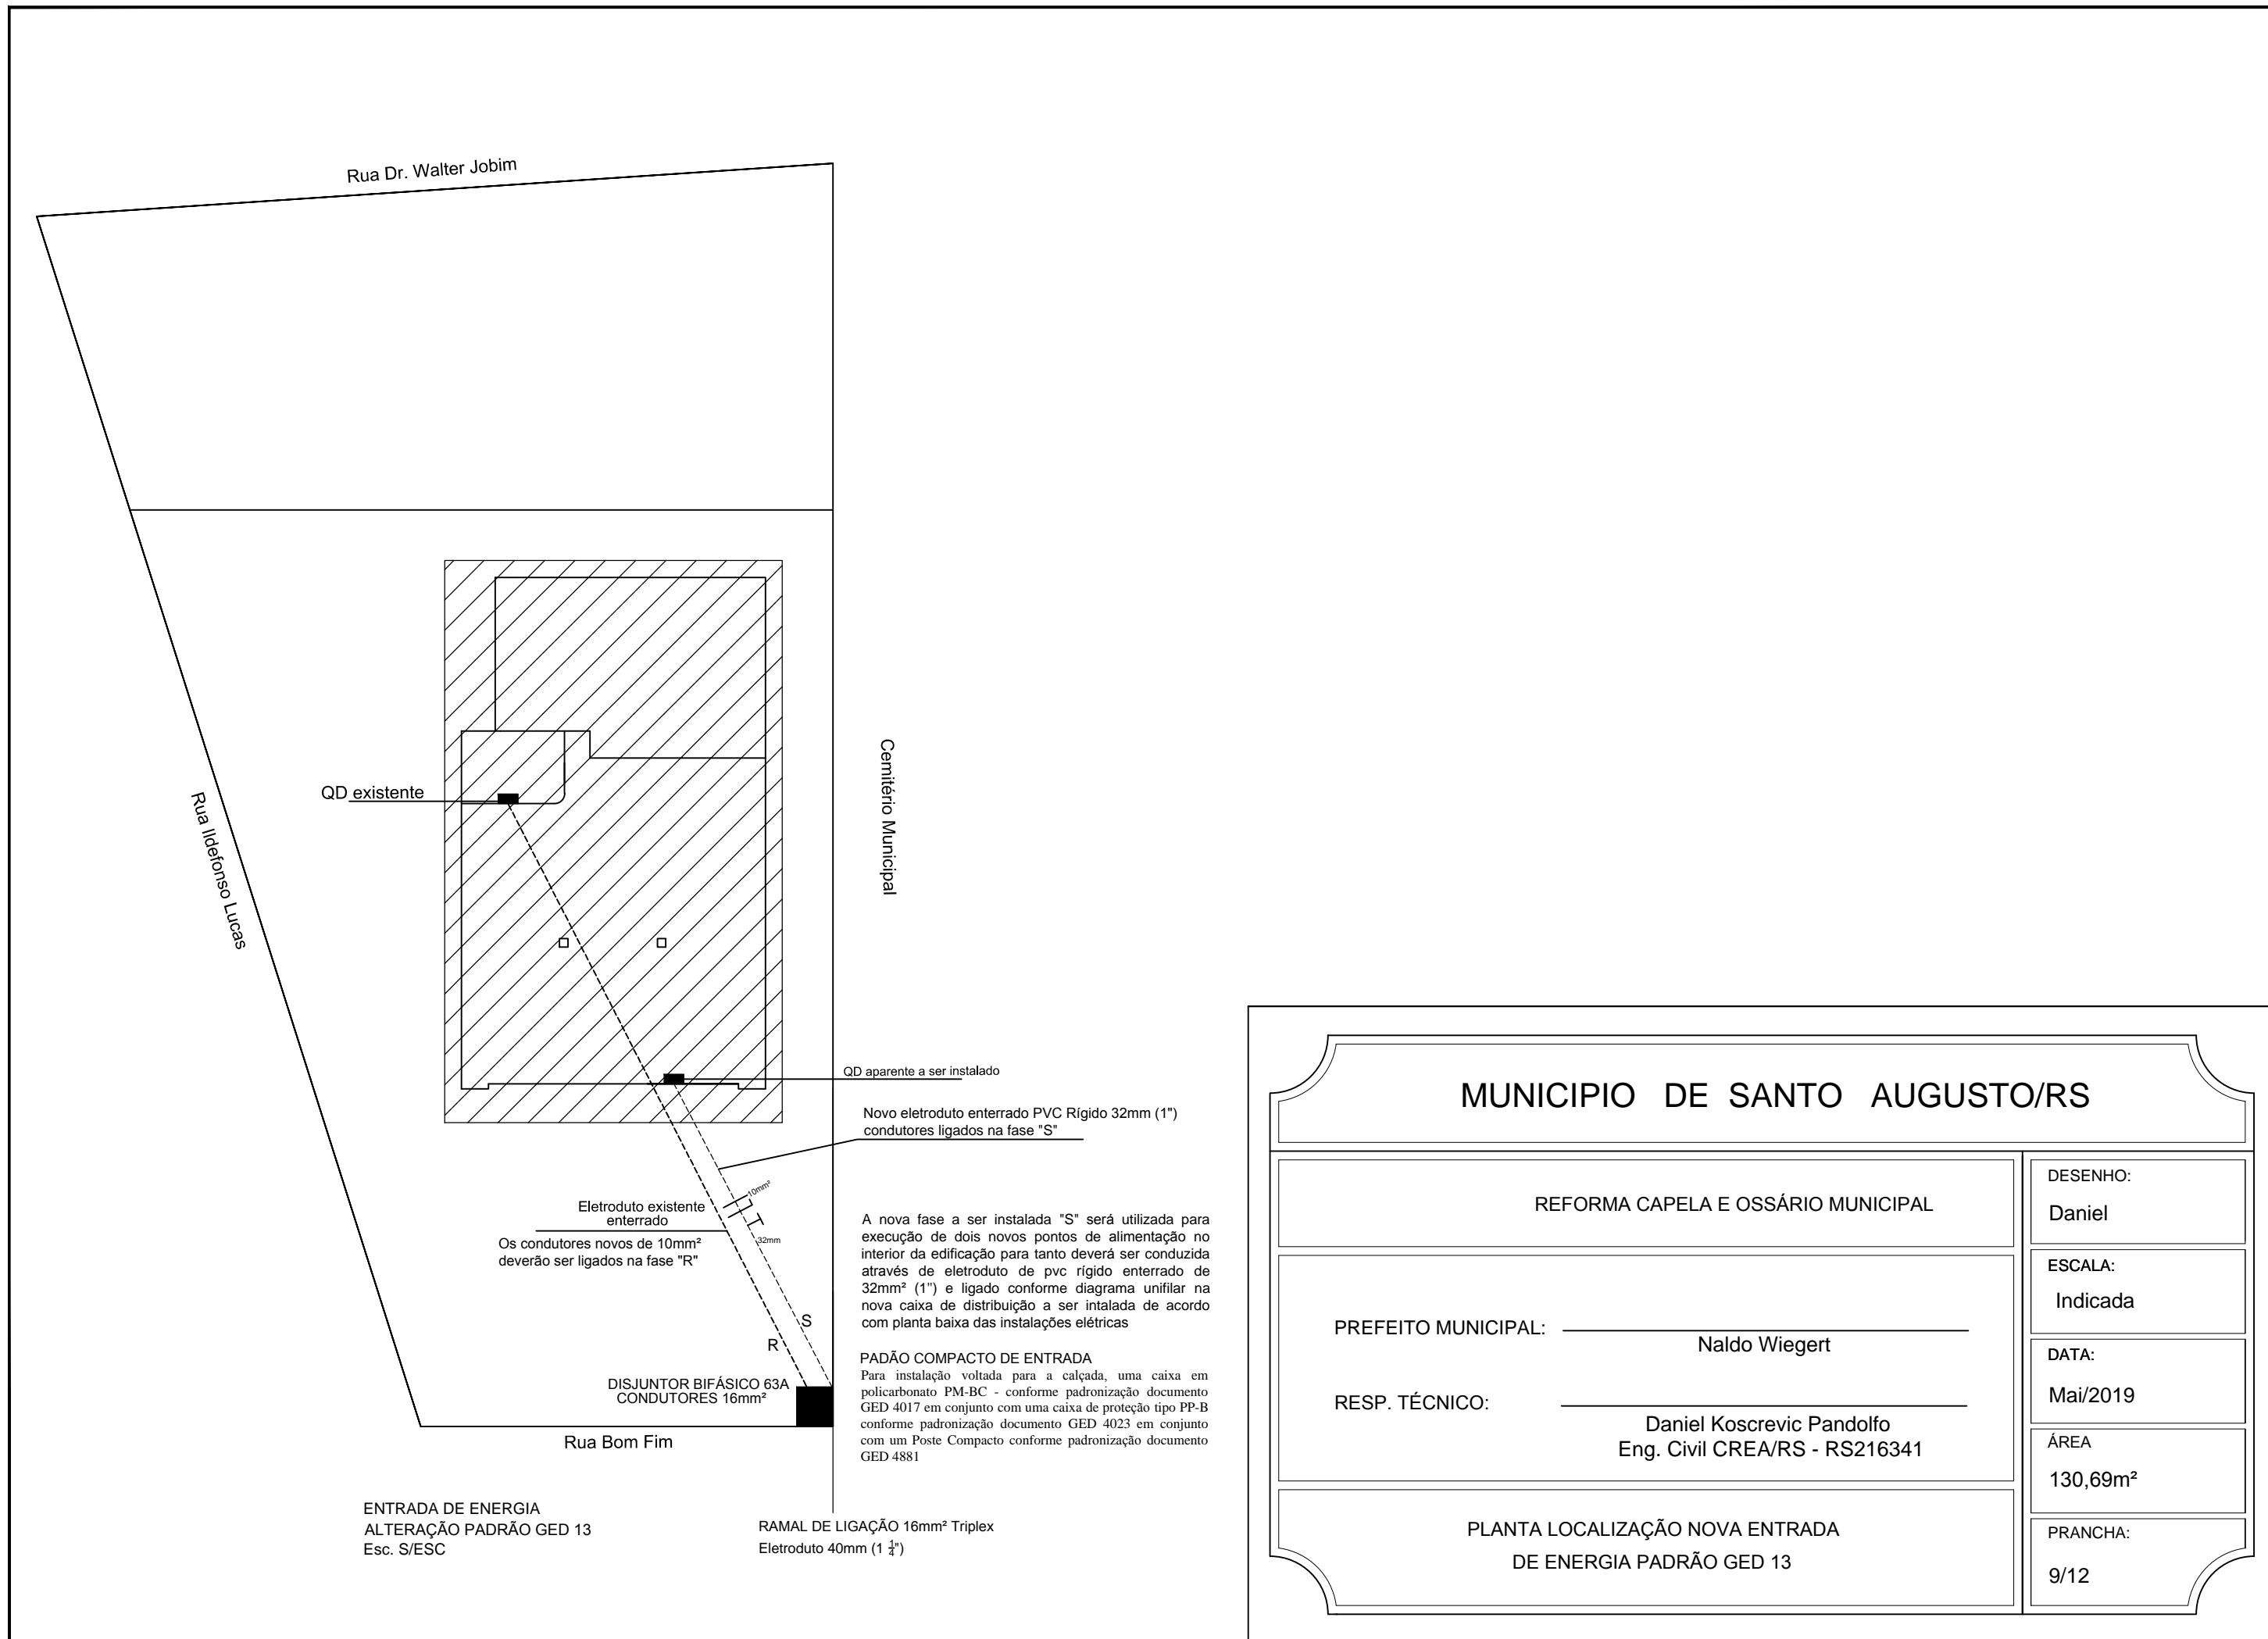 Rua Dr. Walter Jobim
Cemitério Municipal
QD existente
Rua Ildefonso Lucas
QD aparente a ser instalado
Novo eletroduto enterrado PVC Rígido 32mm (1")
condutores ligados na fase "S"
10mm²
32mm
Eletroduto existente
enterrado
Os condutores novos de 10mm²
deverão ser ligados na fase "R"
A nova fase a ser instalada "S" será utilizada para
execução de dois novos pontos de alimentação no
interior da edificação para tanto deverá ser conduzida
através de eletroduto de pvc rígido enterrado de
32mm² (1") e ligado conforme diagrama unifilar na
nova caixa de distribuição a ser intalada de acordo
com planta baixa das instalações elétricas
S
R
PADÃO COMPACTO DE ENTRADA
Para instalação voltada para a calçada, uma caixa em
policarbonato PM-BC - conforme padronização documento
GED 4017 em conjunto com uma caixa de proteção tipo PP-B
conforme padronização documento GED 4023 em conjunto
com um Poste Compacto conforme padronização documento
GED 4881
DISJUNTOR BIFÁSICO 63A
CONDUTORES 16mm²
Rua Bom Fim
ENTRADA DE ENERGIA
ALTERAÇÃO PADRÃO GED 13
Esc. S/ESC
RAMAL DE LIGAÇÃO 16mm² Triplex
Eletroduto 40mm (1 1/4")
MUNICIPIO DE SANTO AUGUSTO/RS
REFORMA CAPELA E OSSÁRIO MUNICIPAL
PREFEITO MUNICIPAL:
Naldo Wiegert
RESP. TÉCNICO:
Daniel Koscrevic Pandolfo
Eng. Civil CREA/RS - RS216341
PLANTA LOCALIZAÇÃO NOVA ENTRADA
DE ENERGIA PADRÃO GED 13
DESENHO:
Daniel
ESCALA:
Indicada
DATA:
Mai/2019
ÁREA
130,69m²
PRANCHA:
9/12